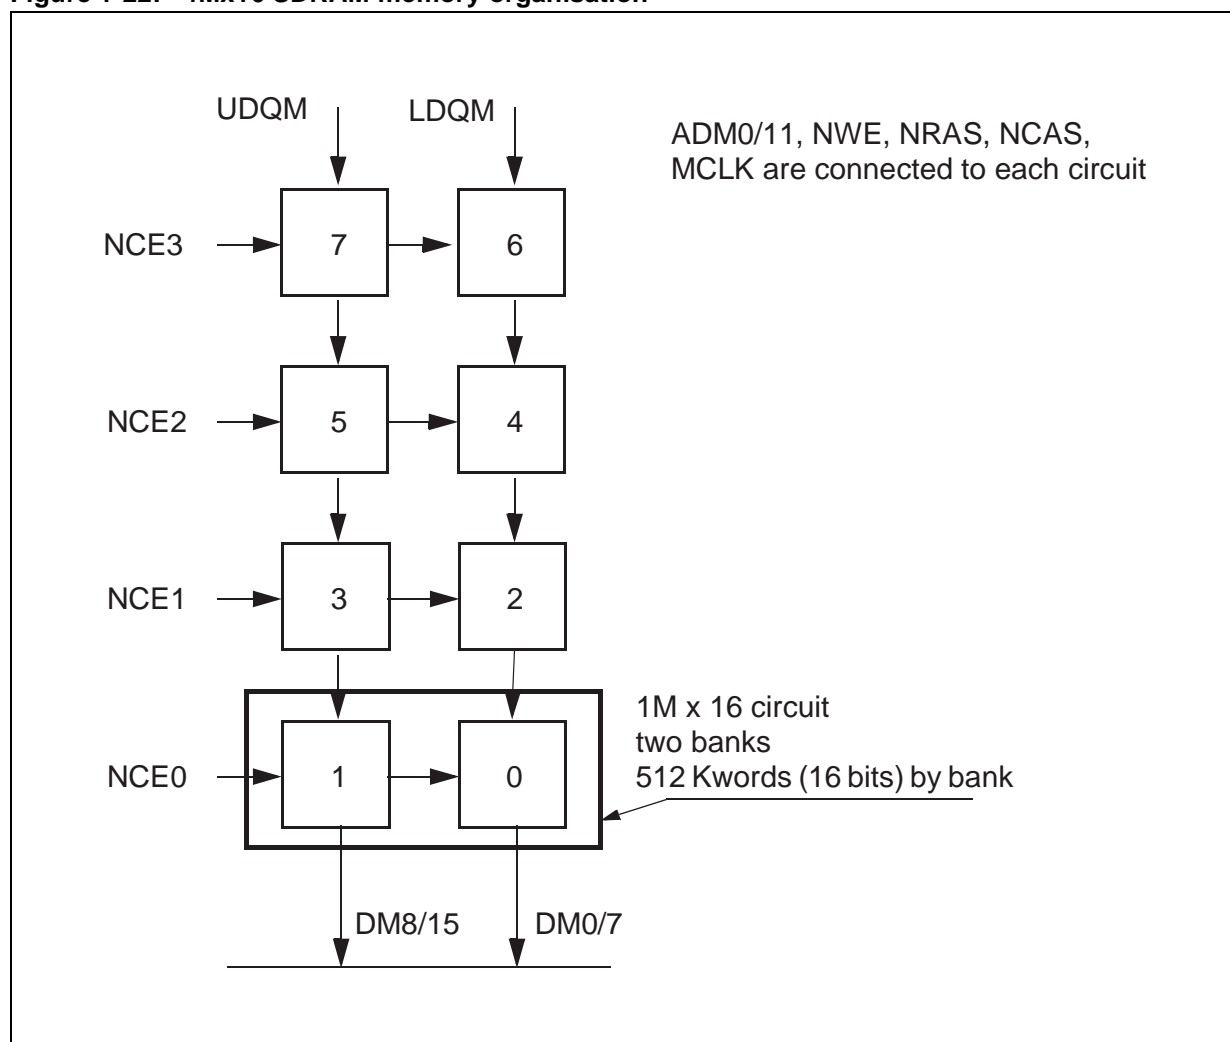 UDQM LDQM
ADM0/11, NWE, NRAS, NCAS,
MCLK are connected to each circuit
NCE3 7 6
NCE2 5 4
NCE1 3 2
1M x 16 circuit
two banks
NCE0 1 0 512 Kwords (16 bits) by bank
DM8/15 DM0/7